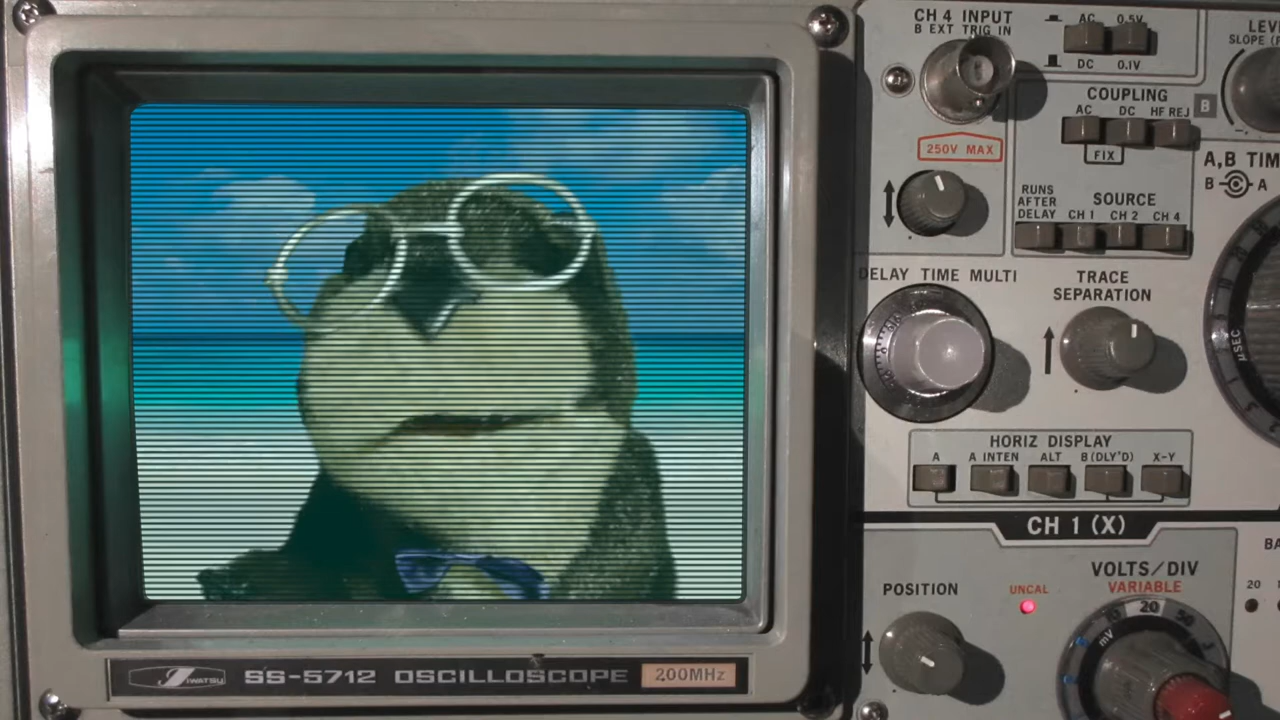 CH 4 INPUT
B EXT TRIG IN
AC 0.5V
DC 0.1V
LEV
SLOPE (
COUPLING
AC DC HF REJ
B
FIX
250V MAX
A,B TIM
B A
RUNS
AFTER
DELAY
SOURCE
CH 1 CH 2 CH 4
DELAY TIME MULTI
TRACE
SEPARATION
µSEC
HORIZ DISPLAY
A A INTEN ALT B (DLY'D) X-Y
CH 1 (X)
POSITION
UNCAL
VOLTS/DIV
VARIABLE
BA
20
mV
10 20 50
IWATSU SS-5712 OSCILLOSCOPE 200MHz